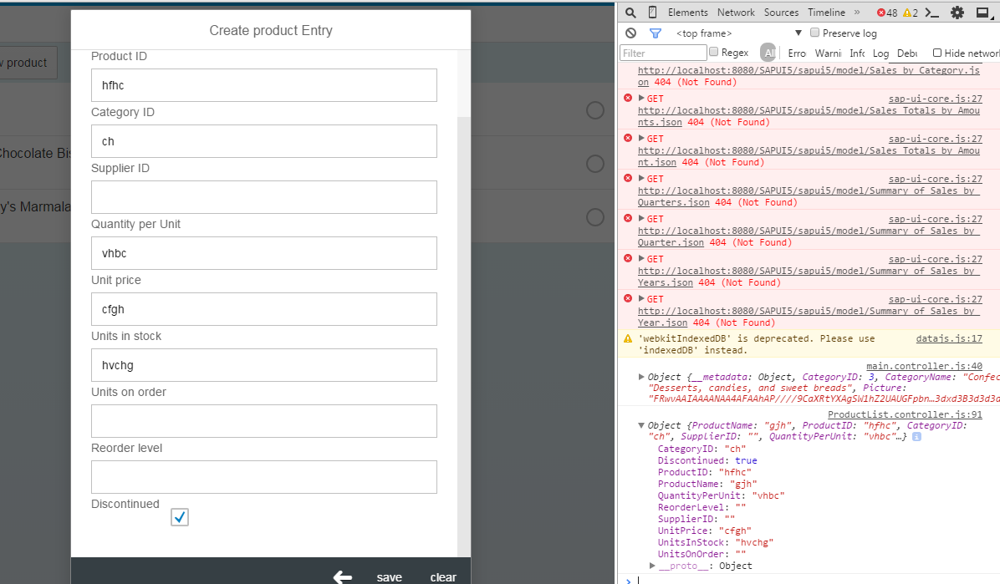 Create product Entry
v product
Chocolate Bis
y's Marmala
Product ID
hfhc
Category ID
ch
Supplier ID
Quantity per Unit
vhbc
Unit price
cfgh
Units in stock
hvchg
Units on order
Reorder level
Discontinued
save clear
Elements Network Sources Timeline » 48 2
<top frame> ▼ Preserve log
Filter Regex All Erro Warni Info Log Debu Hide network
http://localhost:8080/SAPUI5/sapui5/model/Sales by Category.js
on 404 (Not Found)
GET sap-ui-core.js:27
http://localhost:8080/SAPUI5/sapui5/model/Sales Totals by Amou
nts.json 404 (Not Found)
GET sap-ui-core.js:27
http://localhost:8080/SAPUI5/sapui5/model/Sales Totals by Amou
nt.json 404 (Not Found)
GET sap-ui-core.js:27
http://localhost:8080/SAPUI5/sapui5/model/Summary of Sales by
Quarters.json 404 (Not Found)
GET sap-ui-core.js:27
http://localhost:8080/SAPUI5/sapui5/model/Summary of Sales by
Quarter.json 404 (Not Found)
GET sap-ui-core.js:27
http://localhost:8080/SAPUI5/sapui5/model/Summary of Sales by
Years.json 404 (Not Found)
GET sap-ui-core.js:27
http://localhost:8080/SAPUI5/sapui5/model/Summary of Sales by
Year.json 404 (Not Found)
'webkitIndexedDB' is deprecated. Please use datajs.js:17
'indexedDB' instead.
main.controller.js:40
Object {__metadata: Object, CategoryID: 3, CategoryName: "Confec
"Desserts, candies, and sweet breads", Picture:
"FRwvAAIAAAANAA4AFAAhAP////9CaXRtYXAgSW1hZ2UAUGFpbn…3dxd3B3d3d3d
ProductList.controller.js:91
Object {ProductName: "gjh", ProductID: "hfhc", CategoryID:
"ch", SupplierID: "", QuantityPerUnit: "vhbc"…}
CategoryID: "ch"
Discontinued: true
ProductID: "hfhc"
ProductName: "gjh"
QuantityPerUnit: "vhbc"
ReorderLevel: ""
SupplierID: ""
UnitPrice: "cfgh"
UnitsInStock: "hvchg"
UnitsOnOrder: ""
__proto__: Object